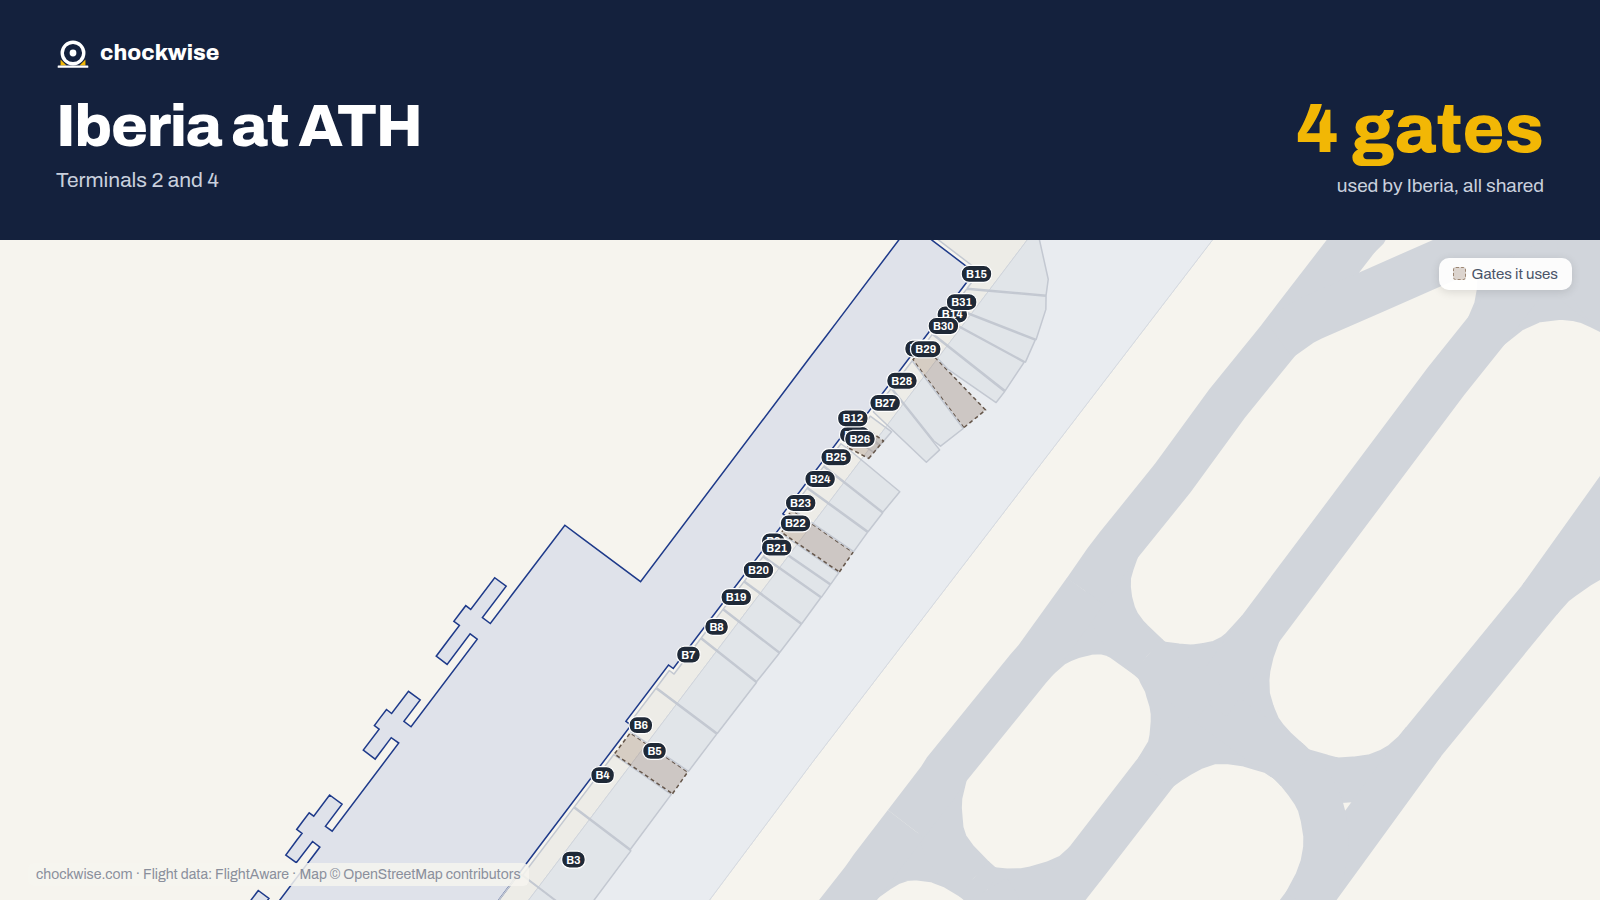 chockwise
Iberia at ATH
Terminals 2 and 4
4 gates
used by Iberia, all shared
Gates it uses
B15
B31
B14
B30
B29
B28
B27
B12
B26
B25
B24
B23
B22
B21
B20
B19
B8
B7
B6
B5
B4
B3
chockwise.com · Flight data: FlightAware · Map © OpenStreetMap contributors